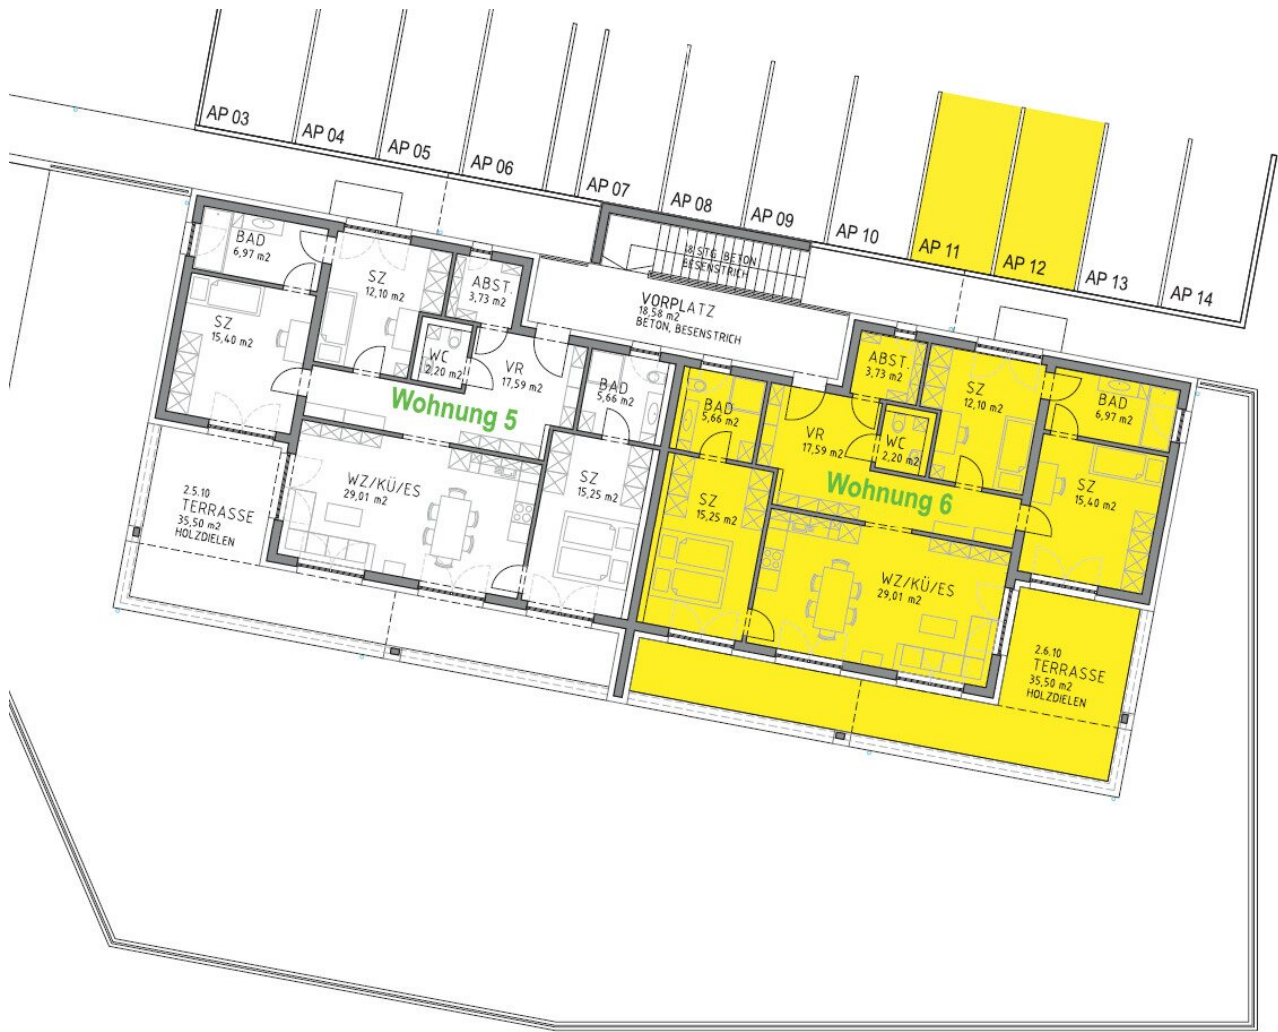 AP 03
AP 04
AP 05
AP 06
AP 07
AP 08
AP 09
AP 10
AP 11
AP 12
AP 13
AP 14
18 STG. BETON,
BESENSTRICH
VORPLATZ
18,58 m2
BETON, BESENSTRICH
BAD
6,97 m2
SZ
12,10 m2
ABST.
3,73 m2
SZ
15,40 m2
WC
2,20 m2
VR
17,59 m2
BAD
5,66 m2
Wohnung 5
WZ/KÜ/ES
29,01 m2
SZ
15,25 m2
2.5.10
TERRASSE
35,50 m2
HOLZDIELEN
ABST.
3,73 m2
SZ
12,10 m2
BAD
6,97 m2
BAD
5,66 m2
VR
17,59 m2
WC
2,20 m2
SZ
15,40 m2
Wohnung 6
SZ
15,25 m2
WZ/KÜ/ES
29,01 m2
2.6.10
TERRASSE
35,50 m2
HOLZDIELEN